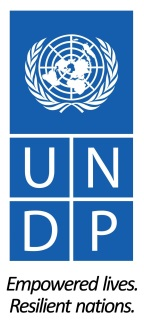 U N
D P
Empowered lives.
Resilient nations.